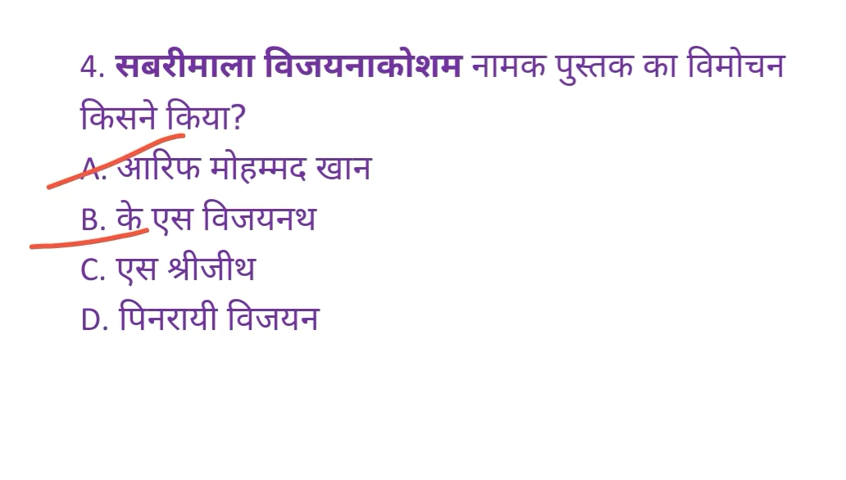 4. सबरीमाला विजयनाकोशम नामक पुस्तक का विमोचन
किसने किया?
A. आरिफ मोहम्मद खान
B. के एस विजयनथ
C. एस श्रीजीथ
D. पिनरायी विजयन